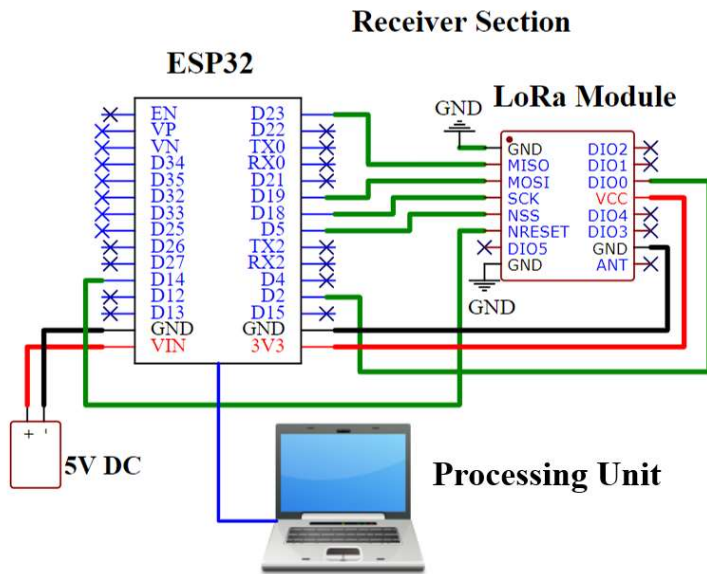 Receiver Section
ESP32
LoRa Module
EN
VP
VN
D34
D35
D32
D33
D25
D26
D27
D14
D12
D13
GND
VIN
D23
D22
TX0
RX0
D21
D19
D18
D5
TX2
RX2
D4
D2
D15
GND
3V3
GND
GND
MISO
MOSI
SCK
NSS
NRESET
DIO5
GND
GND
DIO2
DIO1
DIO0
VCC
DIO4
DIO3
GND
ANT
+ -
5V DC
Processing Unit